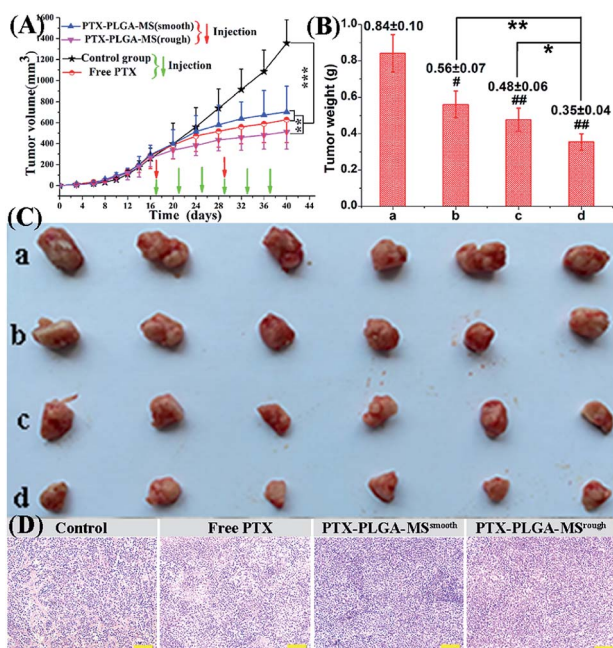 (A)
PTX-PLGA-MS(smooth)
PTX-PLGA-MS(rough)
Injection
Control group
Free PTX
Injection
Tumor volume(mm3)
1600
1400
1200
1000
800
600
400
200
0
0 4 8 12 16 20 24 28 32 36 40 44
Time (days)
***
**
(B)
Tumor weight (g)
1.0
0.8
0.6
0.4
0.2
0.0
0.84±0.10
0.56±0.07
#
0.48±0.06
##
0.35±0.04
##
**
*
a b c d
(C)
a
b
c
d
(D)
Control Free PTX PTX-PLGA-MSsmooth PTX-PLGA-MSrough